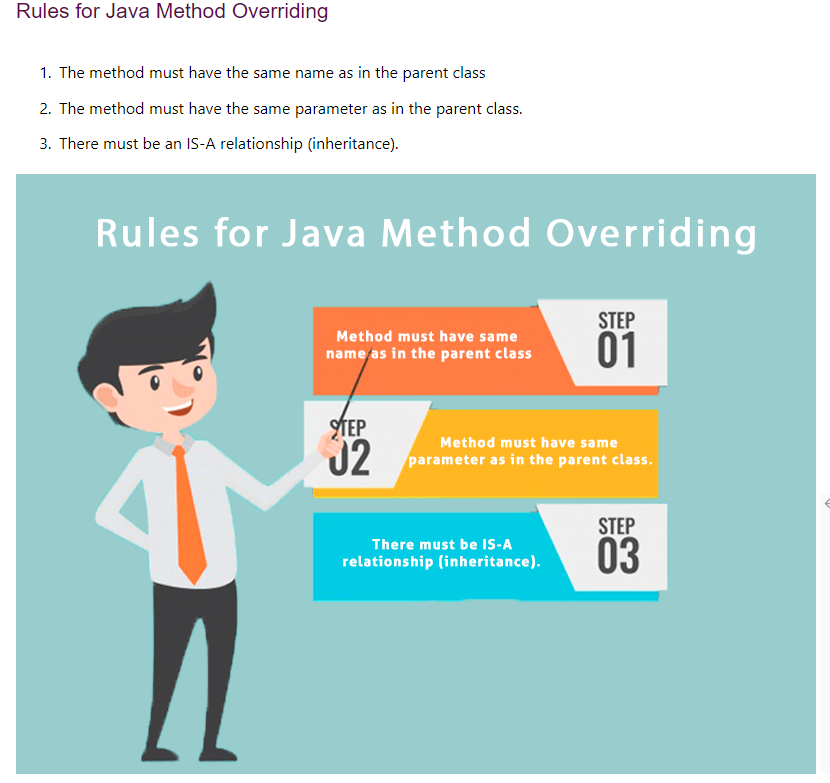 Rules for Java Method Overriding
1. The method must have the same name as in the parent class
2. The method must have the same parameter as in the parent class.
3. There must be an IS-A relationship (inheritance).
Rules for Java Method Overriding
Method must have same
name as in the parent class
STEP
01
STEP
02
Method must have same
parameter as in the parent class.
There must be IS-A
relationship (inheritance).
STEP
03